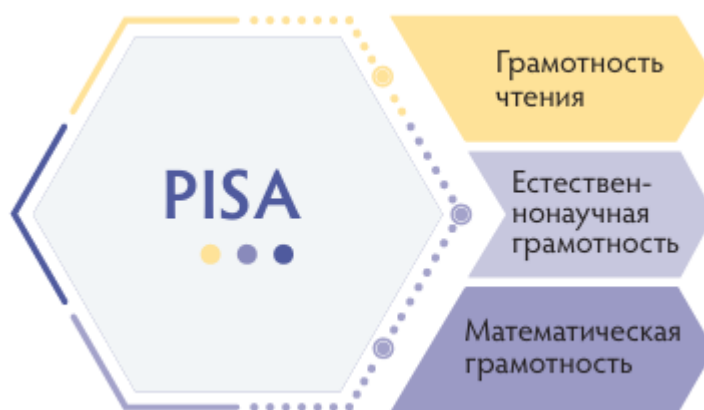 PISA
Грамотность
чтения
Естествен-
нонаучная
грамотность
Математическая
грамотность